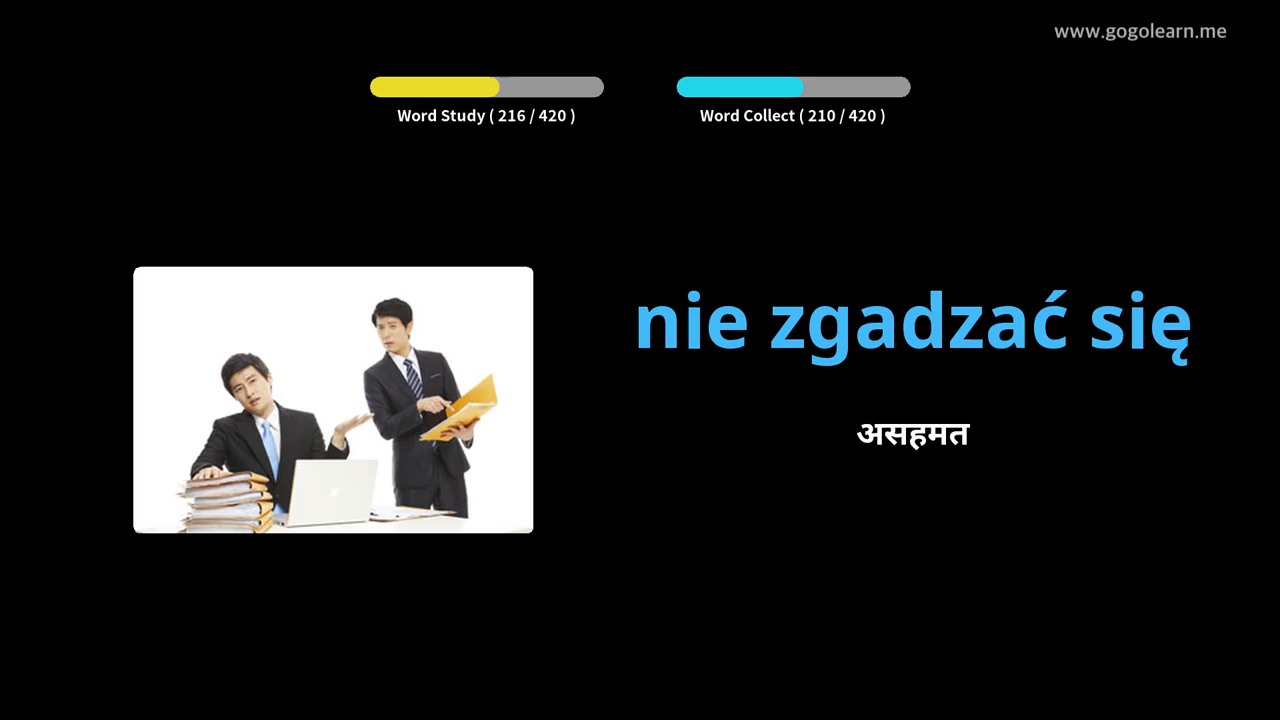 www.gogolearn.me
Word Study ( 216 / 420 )
Word Collect ( 210 / 420 )
nie zgadzać się
असहमत